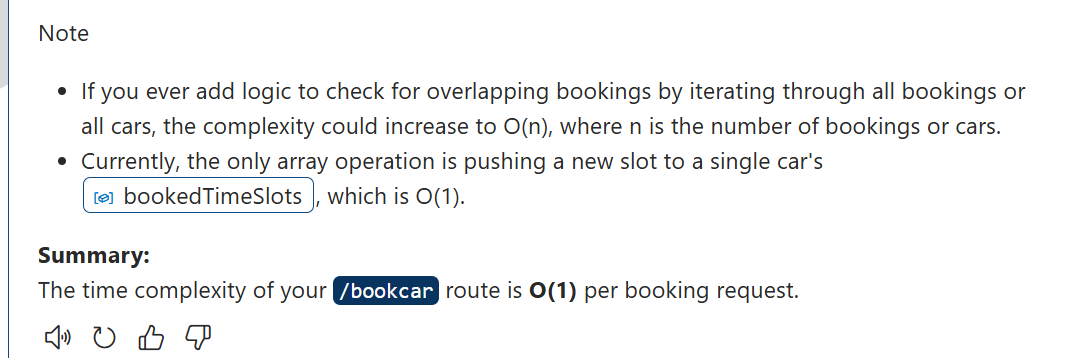 Note
• If you ever add logic to check for overlapping bookings by iterating through all bookings or
all cars, the complexity could increase to O(n), where n is the number of bookings or cars.
• Currently, the only array operation is pushing a new slot to a single car's
bookedTimeSlots, which is O(1).
Summary:
The time complexity of your /bookcar route is O(1) per booking request.